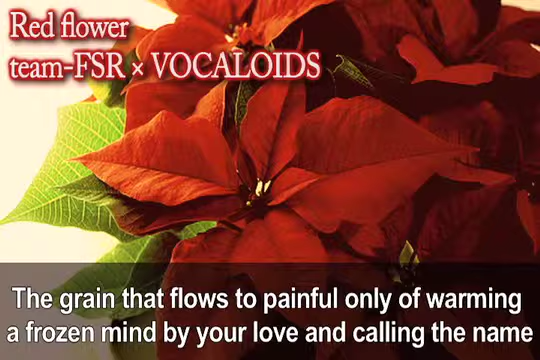 Red flower
team-FSR × VOCALOIDS
The grain that flows to painful only of warming
a frozen mind by your love and calling the name